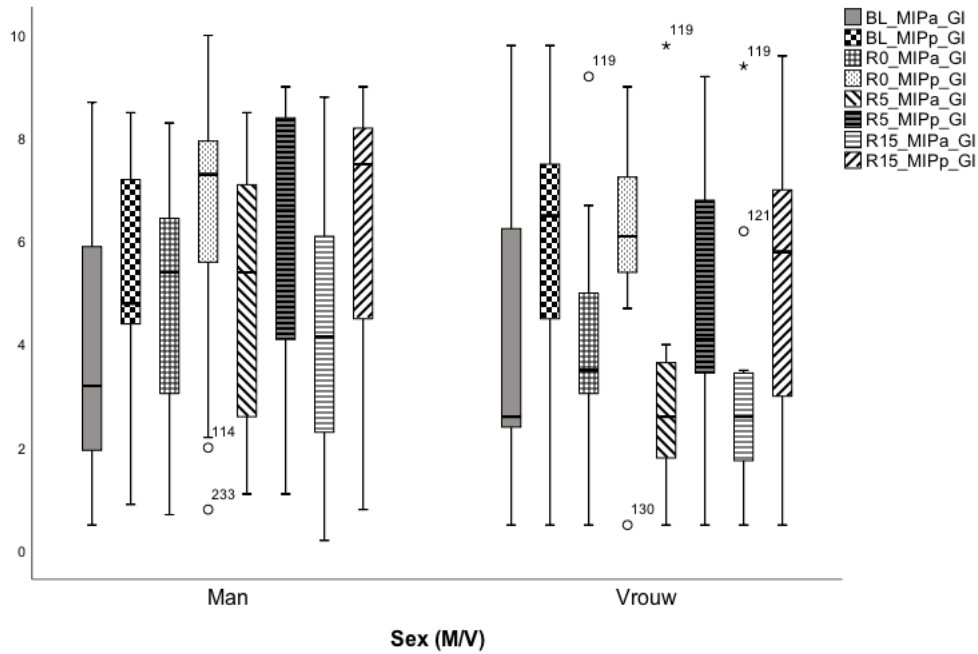 10
8
6
4
2
0
114
233
119
130
119
119
121
Man
Vrouw
Sex (M/V)
BL_MIPa_GI
BL_MIPp_GI
R0_MIPa_GI
R0_MIPp_GI
R5_MIPa_GI
R5_MIPp_GI
R15_MIPa_GI
R15_MIPp_GI